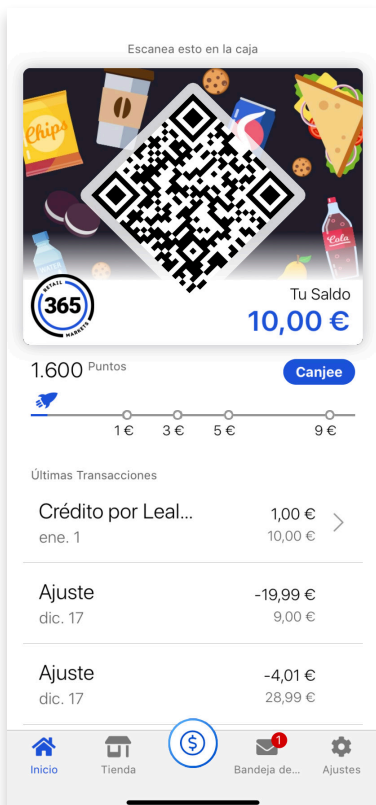 Escanea esto en la caja
Chips
Cola
RETAIL
365
MARKETS
Tu Saldo
10,00 €
1.600 Puntos
Canjee
1 € 3 € 5 € 9 €
Últimas Transacciones
Crédito por Leal... 1,00 €
ene. 1 10,00 €
Ajuste -19,99 €
dic. 17 9,00 €
Ajuste -4,01 €
dic. 17 28,99 €
1
Inicio Tienda $ Bandeja de... Ajustes